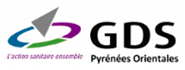 GDS
Pyrénées Orientales
L'action sanitaire ensemble